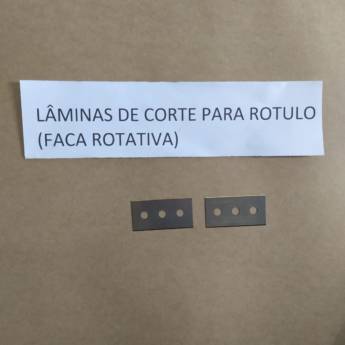 LÂMINAS DE CORTE PARA ROTULO
(FACA ROTATIVA)